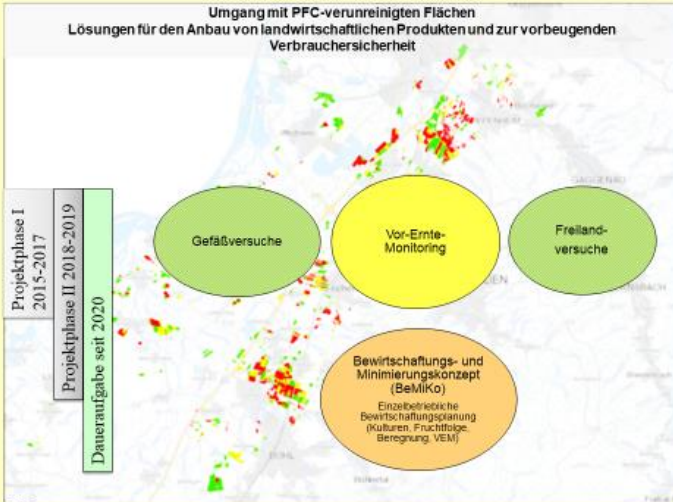 Umgang mit PFC-verunreinigten Flächen
Lösungen für den Anbau von landwirtschaftlichen Produkten und zur vorbeugenden
Verbrauchersicherheit
Projektphase I
2015-2017
Projektphase II 2018-2019
Daueraufgabe seit 2020
Gefäßversuche
Vor-Ernte-
Monitoring
Freiland-
versuche
Bewirtschaftungs- und
Minimierungskonzept
(BeMiKo)
Einzelbetriebliche
Bewirtschaftungsplanung
(Kulturen, Fruchtfolge,
Beregnung, VEM)
GAGGENAU